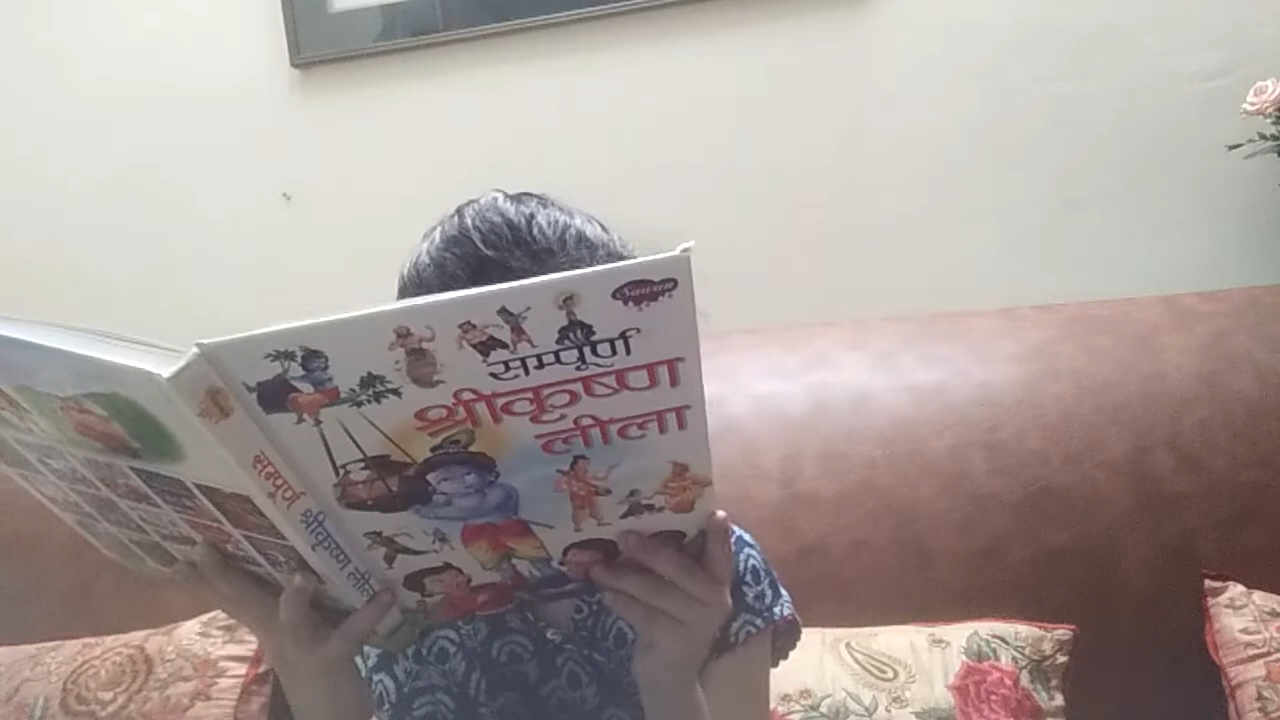 Sawan
सम्पूर्ण
श्रीकृष्ण
लीला
सम्पूर्ण श्रीकृष्ण लीला